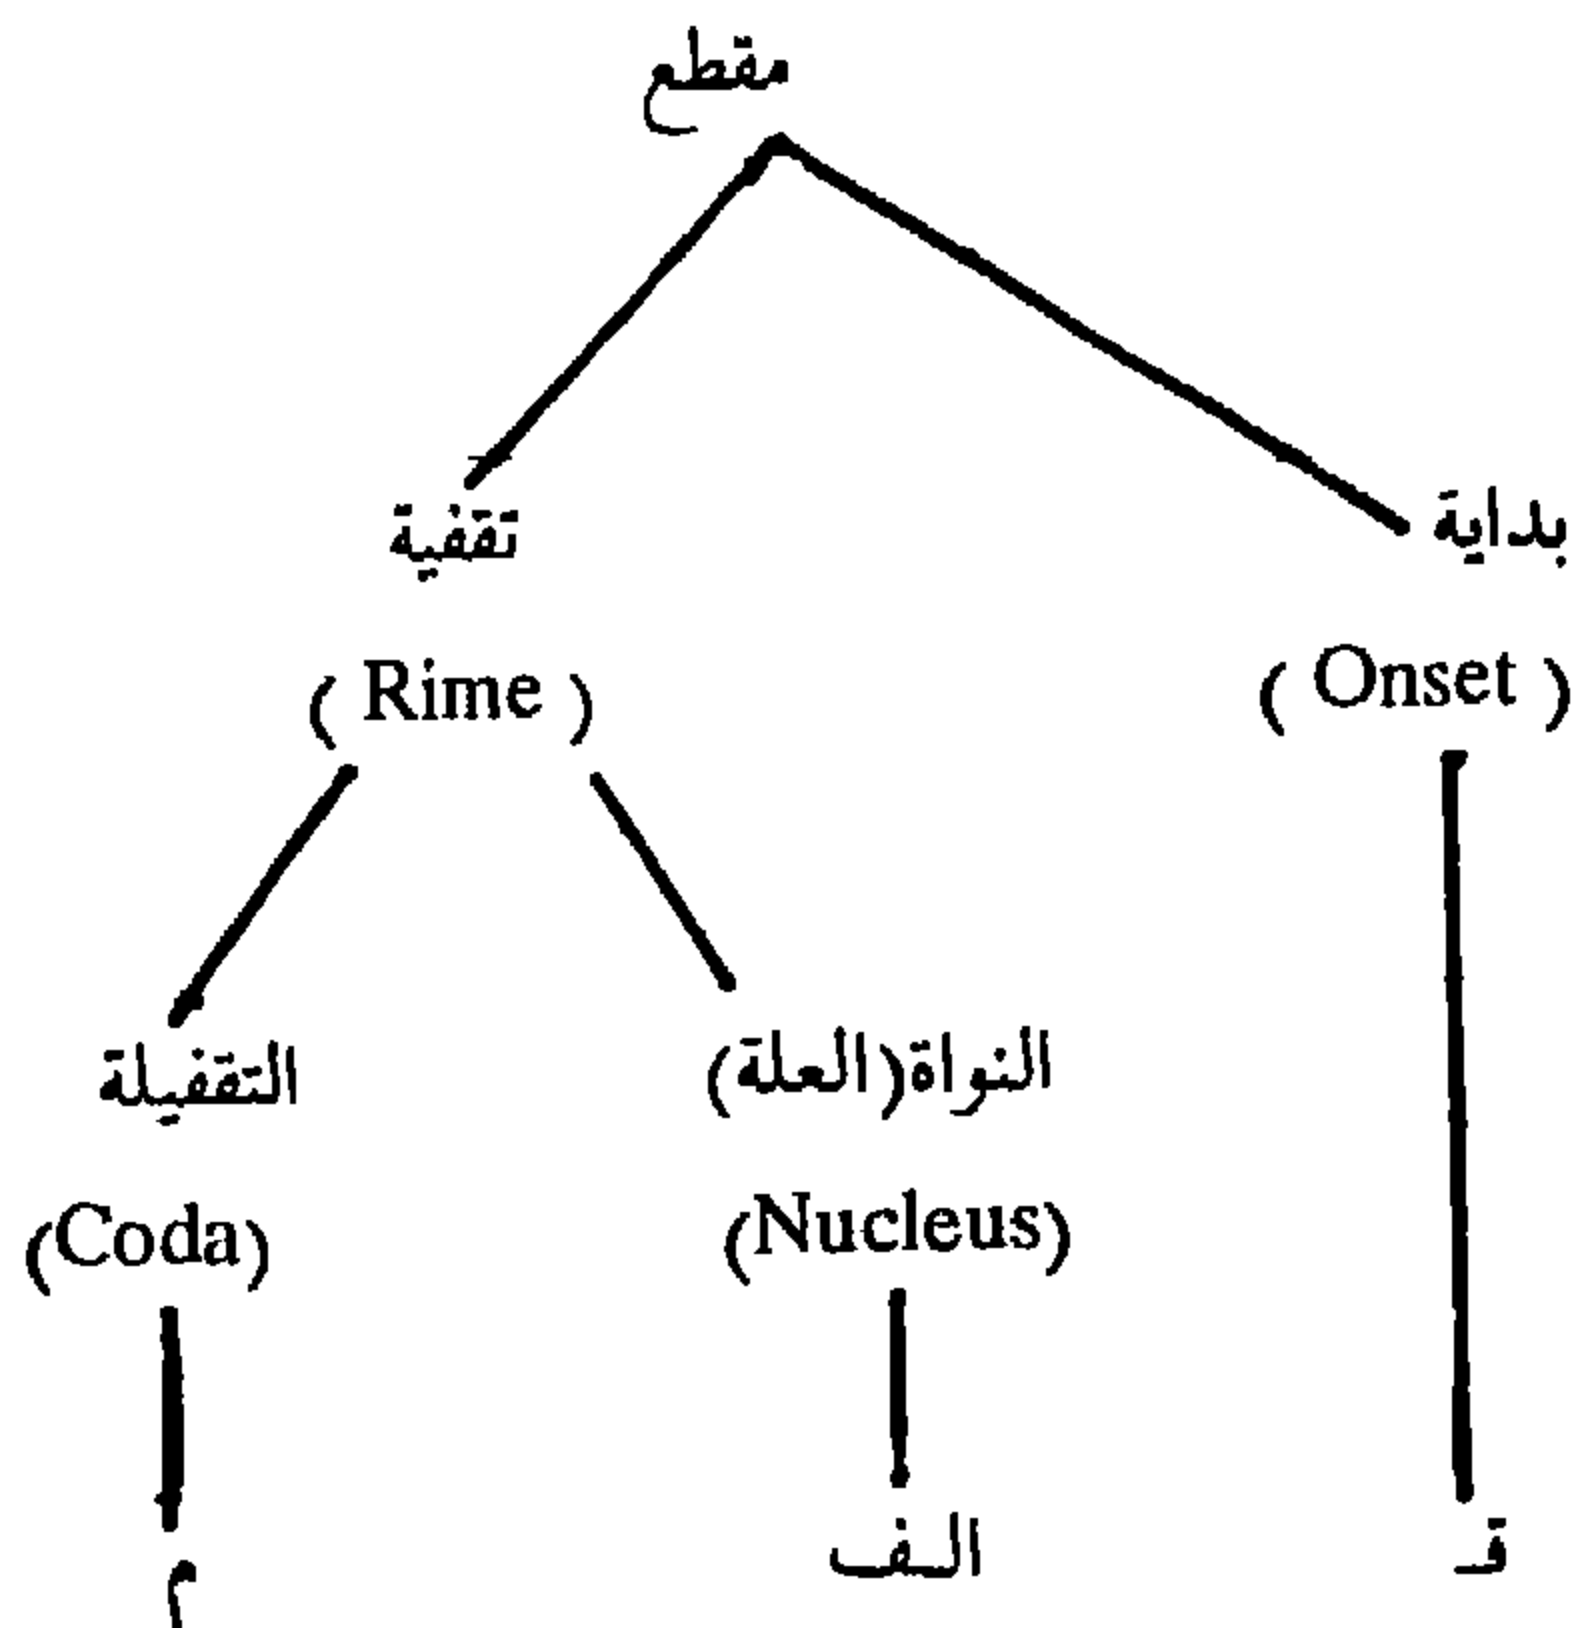 مقطع
بداية
تقفية
( Onset )
( Rime )
النواة(العلة)
التقفيلة
(Nucleus)
(Coda)
قـ
الـف
م